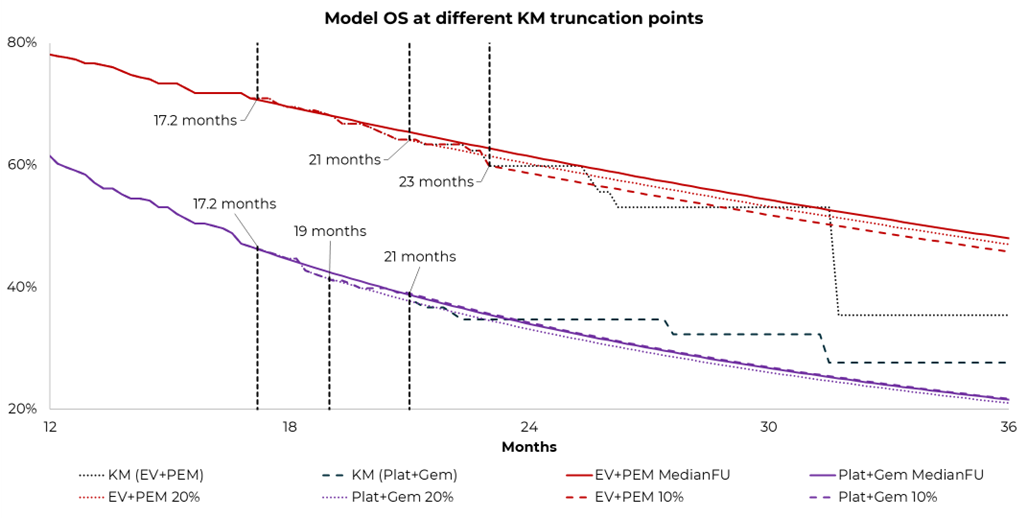 Model OS at different KM truncation points
80%
60%
40%
20%
17.2 months
21 months
23 months
17.2 months
19 months
21 months
12 18 24 30 36
Months
KM (EV+PEM) KM (Plat+Gem) EV+PEM MedianFU Plat+Gem MedianFU
EV+PEM 20% Plat+Gem 20% EV+PEM 10% Plat+Gem 10%